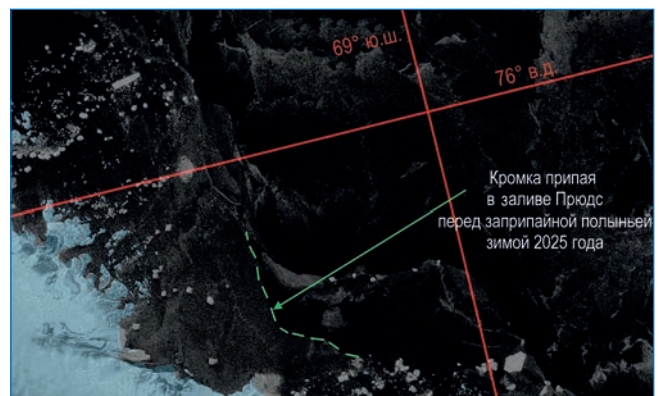 69° ю.ш.
76° в.д.
Кромка припая
в заливе Прюдс
перед заприпайной полыньей
зимой 2025 года